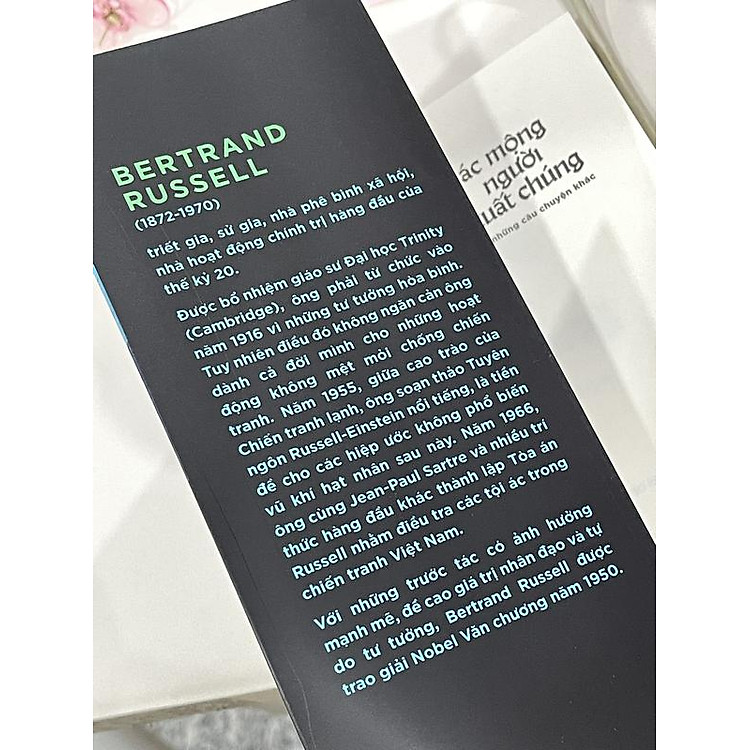 BERTRAND
RUSSELL
(1872-1970)
triết gia, sử gia, nhà phê bình xã hội,
nhà hoạt động chính trị hàng đầu của
thế kỷ 20.
Được bổ nhiệm giáo sư Đại học Trinity
(Cambridge), ông phải từ chức vào
năm 1916 vì những tư tưởng hòa bình.
Tuy nhiên điều đó không ngăn cản ông
dành cả đời mình cho những hoạt
động không mệt mỏi chống chiến
tranh. Năm 1955, giữa cao trào của
Chiến tranh lạnh, ông soạn thảo Tuyên
ngôn Russell-Einstein nổi tiếng, là tiền
đề cho các hiệp ước không phổ biến
vũ khí hạt nhân sau này. Năm 1966,
ông cùng Jean-Paul Sartre và nhiều trí
thức hàng đầu khác thành lập Tòa án
Russell nhằm điều tra các tội ác trong
chiến tranh Việt Nam.
Với những trước tác có ảnh hưởng
mạnh mẽ, đề cao giá trị nhân đạo và tự
do tư tưởng, Bertrand Russell được
trao giải Nobel Văn chương năm 1950.
ác mộng
người
uất chúng
những câu chuyện khác